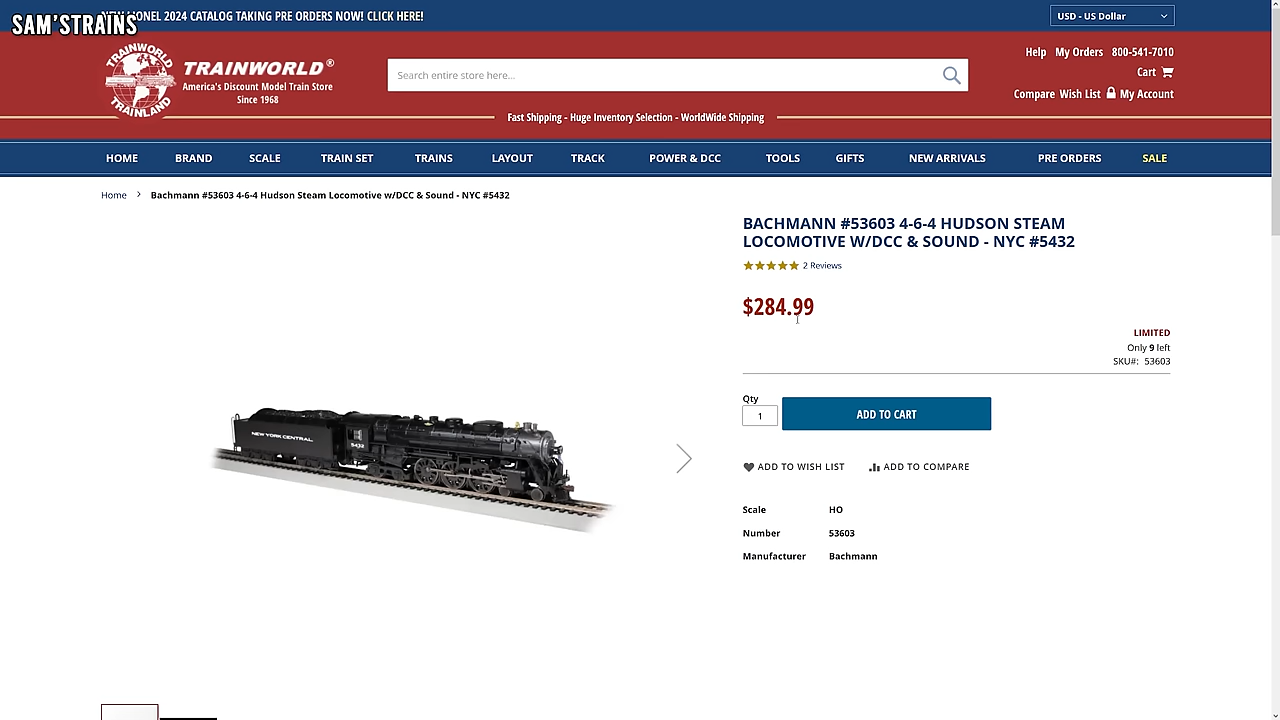 SAM'STRAINS
LIONEL 2024 CATALOG TAKING PRE ORDERS NOW! CLICK HERE!
USD - US Dollar
TRAINWORLD
TRAINLAND
TRAINWORLD®
America's Discount Model Train Store
Since 1968
Search entire store here...
Help My Orders 800-541-7010
Cart
Compare Wish List My Account
Fast Shipping - Huge Inventory Selection - WorldWide Shipping
HOME BRAND SCALE TRAIN SET TRAINS LAYOUT TRACK POWER & DCC TOOLS GIFTS NEW ARRIVALS PRE ORDERS SALE
Home > Bachmann #53603 4-6-4 Hudson Steam Locomotive w/DCC & Sound - NYC #5432
BACHMANN #53603 4-6-4 HUDSON STEAM
LOCOMOTIVE W/DCC & SOUND - NYC #5432
2 Reviews
$284.99
LIMITED
Only 9 left
SKU#: 53603
Qty
1
ADD TO CART
ADD TO WISH LIST ADD TO COMPARE
Scale HO
Number 53603
Manufacturer Bachmann
NEW YORK CENTRAL
5432